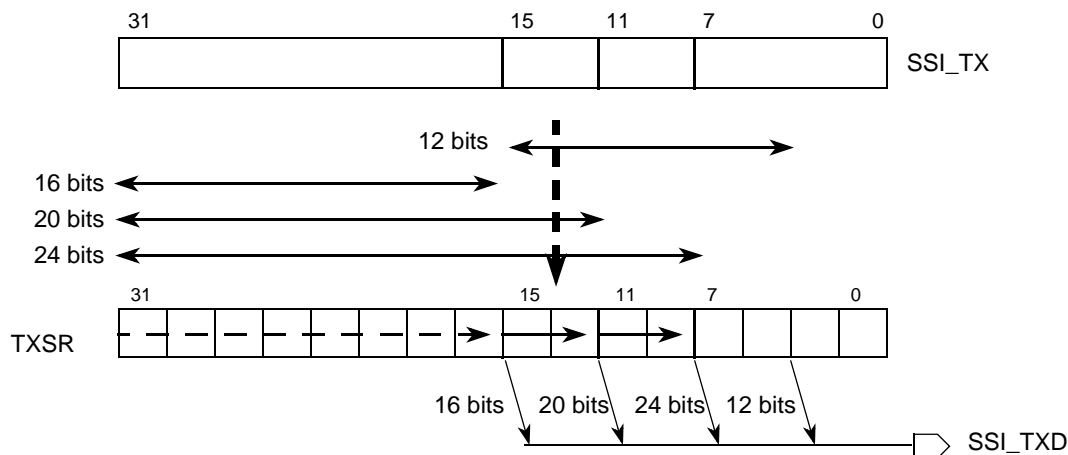 31 15 11 7 0
SSI_TX
12 bits
16 bits
20 bits
24 bits
31 15 11 7 0
TXSR
16 bits 20 bits 24 bits 12 bits
SSI_TXD